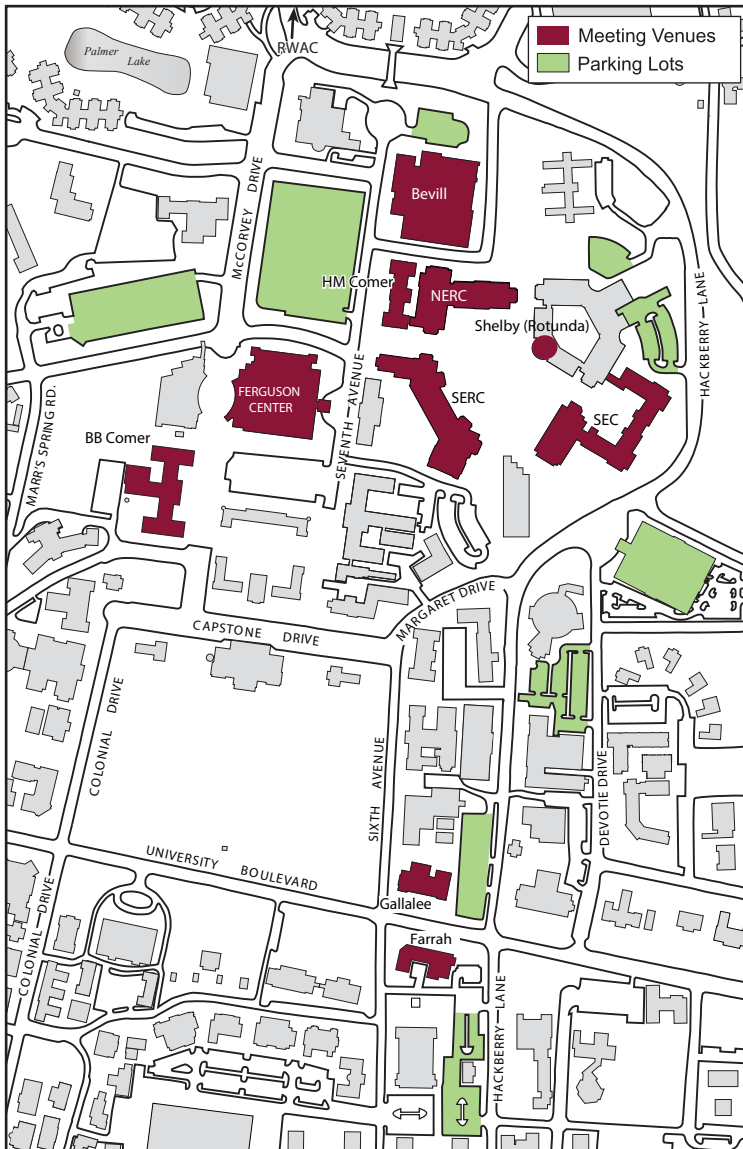 Palmer
Lake
RWAC
Meeting Venues
Parking Lots
McCORVEY DRIVE
Bevill
HM Comer
NERC
Shelby (Rotunda)
HACKBERRY LANE
FERGUSON
CENTER
SEVENTH AVENUE
SERC
SEC
MARR'S SPRING RD.
BB Comer
MARGARET DRIVE
CAPSTONE DRIVE
COLONIAL DRIVE
SIXTH AVENUE
DEVOTIE DRIVE
UNIVERSITY BOULEVARD
Gallalee
COLONIAL DRIVE
Farrah
HACKBERRY LANE